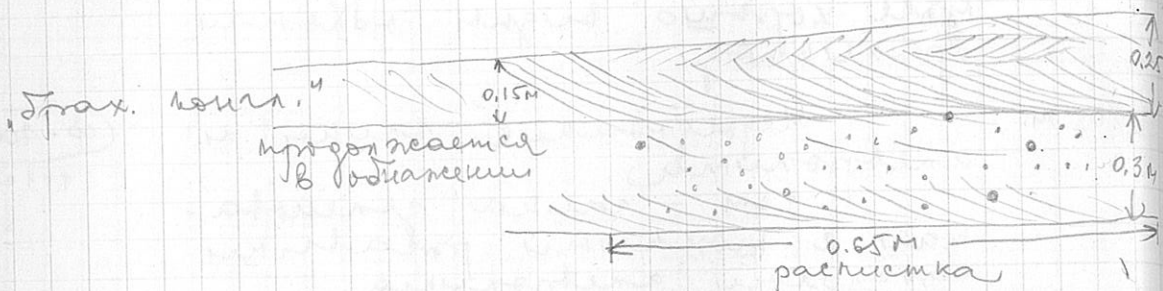 „брах. конгл."
0,15м
0,25
продолжается
в обнажении
0,3м
0.65м
расчистка